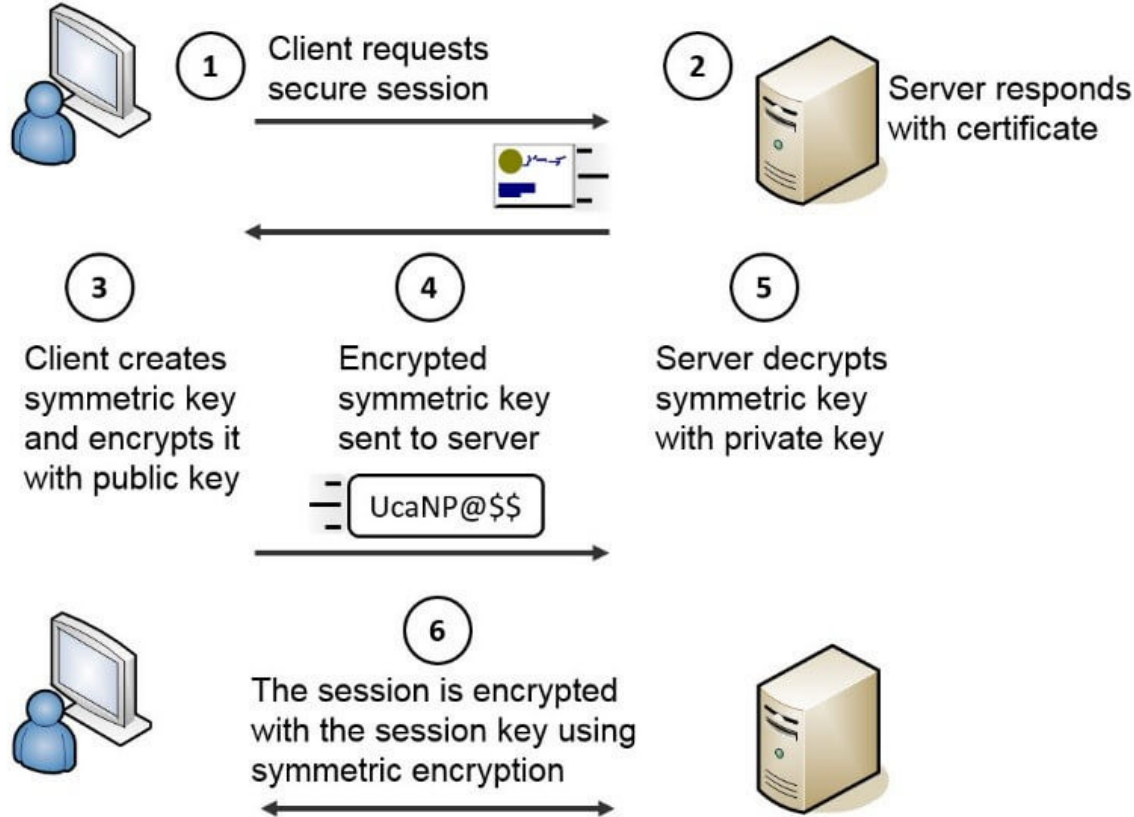 1
Client requests
secure session
2
Server responds
with certificate
3
Client creates
symmetric key
and encrypts it
with public key
4
Encrypted
symmetric key
sent to server
UcaNP@$$
5
Server decrypts
symmetric key
with private key
6
The session is encrypted
with the session key using
symmetric encryption